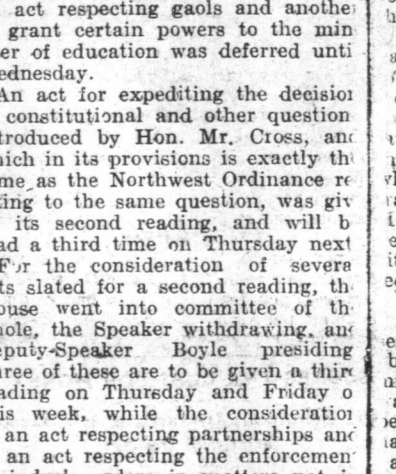 act respecting gaols and another
grant certain powers to the min
er of education was deferred unti
ednesday.
An act for expediting the decision
constitutional and other question
troduced by Hon. Mr. Cross, and
hich in its provisions is exactly th
me as the Northwest Ordinance re
ting to the same question, was giv
its second reading, and will b
ad a third time on Thursday next
For the consideration of severa
ts slated for a second reading, th
ouse went into committee of th
hole, the Speaker withdrawing, and
eputy-Speaker Boyle presiding
hree of these are to be given a third
ading on Thursday and Friday o
is week, while the consideration
an act respecting partnerships and
an act respecting the enforcemen